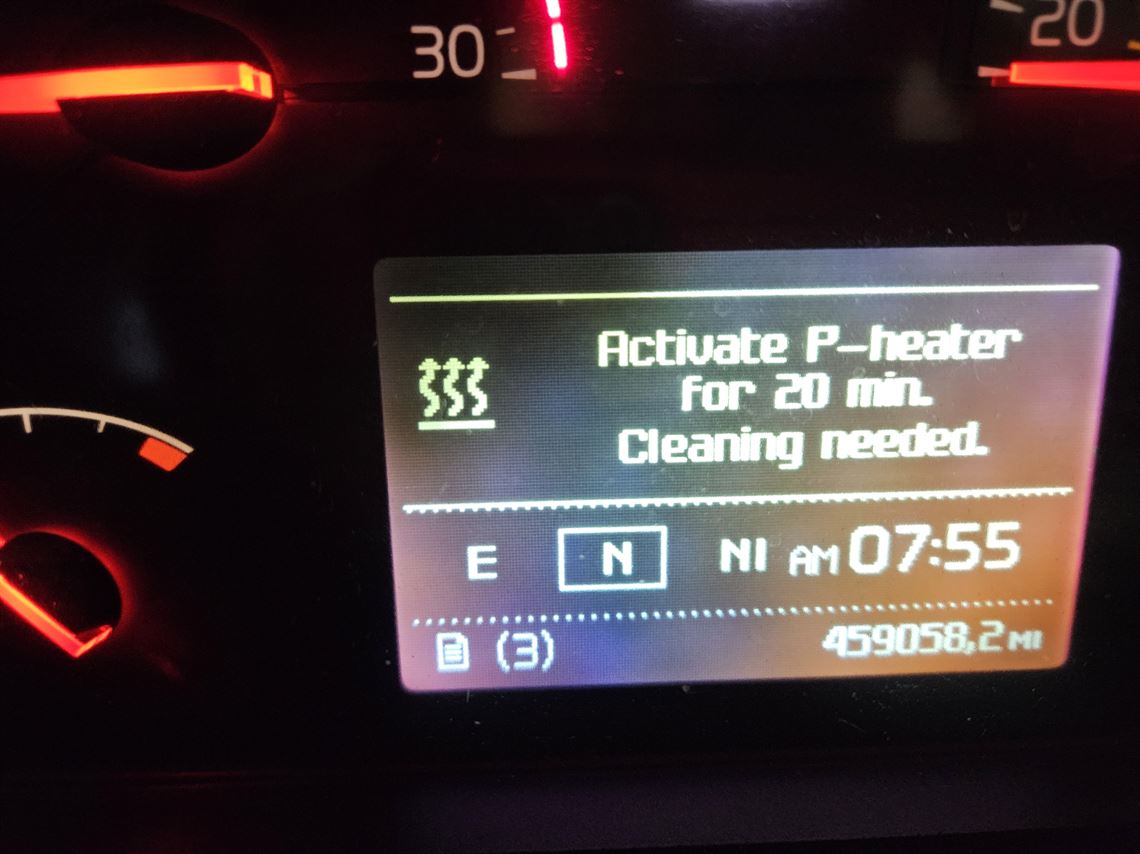 30
20
Activate P-heater
for 20 min.
Cleaning needed.
E N NI AM 07:55
(3) 459058,2 MI